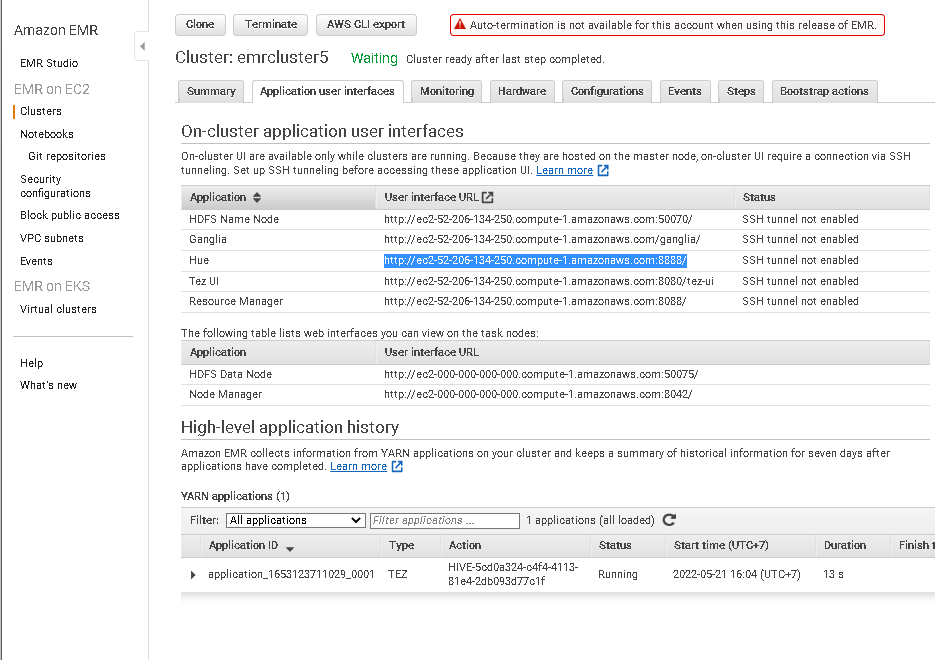 Amazon EMR
EMR Studio
EMR on EC2
Clusters
Notebooks
Git repositories
Security
configurations
Block public access
VPC subnets
Events
EMR on EKS
Virtual clusters
Help
What's new
Clone
Terminate
AWS CLI export
Auto-termination is not available for this account when using this release of EMR.
Cluster: emrcluster5 Waiting Cluster ready after last step completed.
Summary Application user interfaces Monitoring Hardware Configurations Events Steps Bootstrap actions
On-cluster application user interfaces
On-cluster UI are available only while clusters are running. Because they are hosted on the master node, on-cluster UI require a connection via SSH
tunneling. Set up SSH tunneling before accessing these application UI. Learn more
Application User interface URL Status
HDFS Name Node http://ec2-52-206-134-250.compute-1.amazonaws.com:50070/ SSH tunnel not enabled
Ganglia http://ec2-52-206-134-250.compute-1.amazonaws.com/ganglia/ SSH tunnel not enabled
Hue http://ec2-52-206-134-250.compute-1.amazonaws.com:8888/ SSH tunnel not enabled
Tez UI http://ec2-52-206-134-250.compute-1.amazonaws.com:8080/tez-ui SSH tunnel not enabled
Resource Manager http://ec2-52-206-134-250.compute-1.amazonaws.com:8088/ SSH tunnel not enabled
The following table lists web interfaces you can view on the task nodes:
Application User interface URL
HDFS Data Node http://ec2-000-000-000-000.compute-1.amazonaws.com:50075/
Node Manager http://ec2-000-000-000-000.compute-1.amazonaws.com:8042/
High-level application history
Amazon EMR collects information from YARN applications on your cluster and keeps a summary of historical information for seven days after
applications have completed. Learn more
YARN applications (1)
Filter: All applications Filter applications ... 1 applications (all loaded)
Application ID Type Action Status Start time (UTC+7) Duration Finish t
application_1653123711029_0001 TEZ HIVE-5cd0a324-c4f4-4113-
81e4-2db093d77c1f Running 2022-05-21 16:04 (UTC+7) 13 s